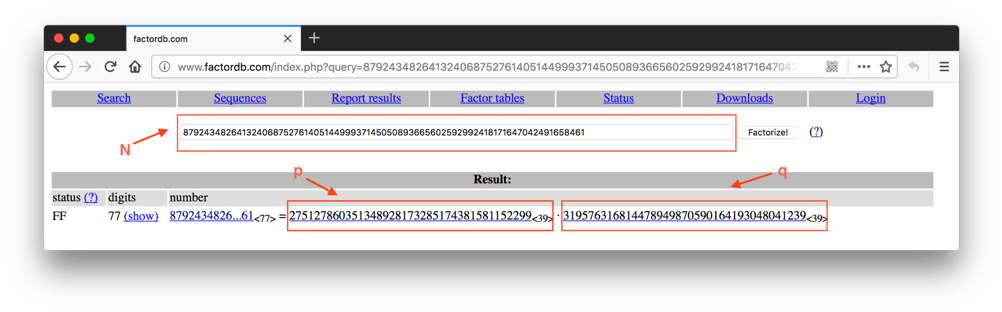 factordb.com
www.factordb.com/index.php?query=87924348264132406875276140514499937145050893665602592992418171647042
Search Sequences Report results Factor tables Status Downloads Login
87924348264132406875276140514499937145050893665602592992418171647042491658461 Factorize! (?)
N
p q
Result:
status (?) digits number
FF 77 (show) 8792434826...61<77> = 275127860351348928173285174381581152299<39> · 319576316814478949870590164193048041239<39>